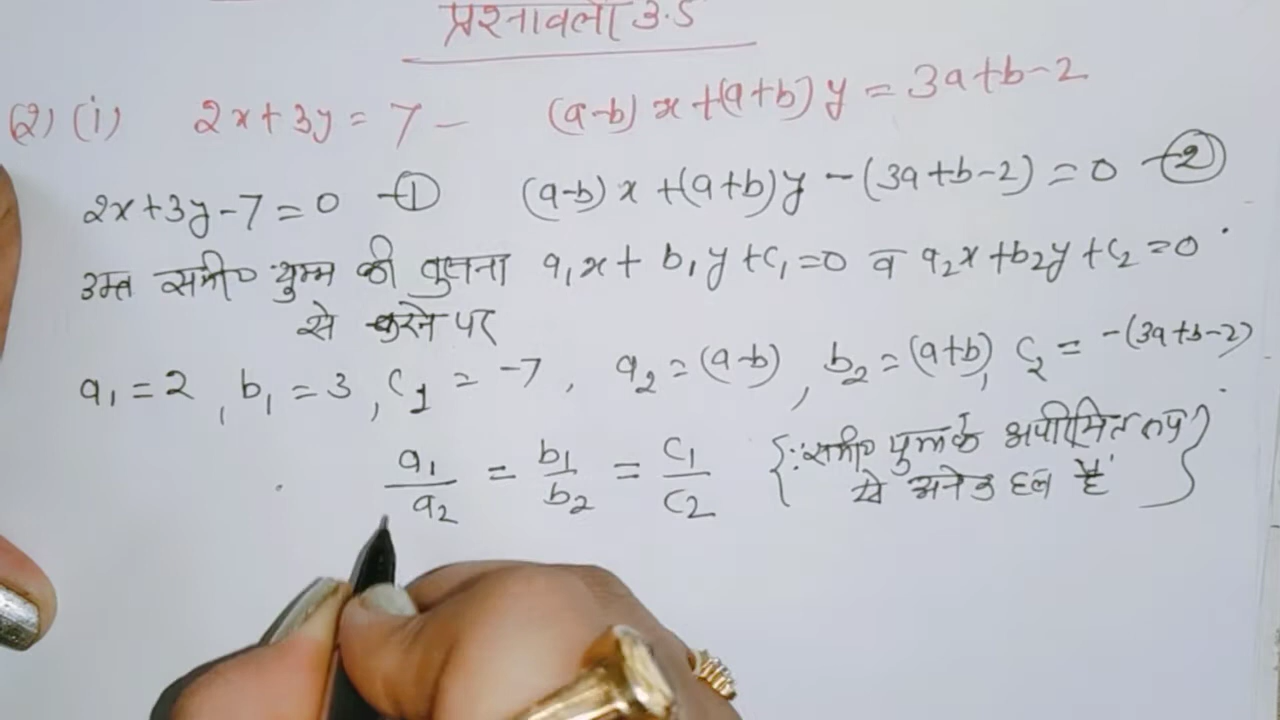 प्रश्नावली 3.5
(2) (i) 2x+3y = 7 – (a-b) x +(a+b) y = 3a+b-2
2x+3y-7=0 –① (a-b) x +(a+b)y -(3a+b-2) = 0 –②
उक्त समी० युग्म की तुलना a₁x + b₁y +c₁=0 व a₂x +b₂y +c₂=0
से करने पर
a₁ = 2 , b₁ = 3 , c₁ = -7 , a₂ = (a-b) , b₂ = (a+b) , c₂ = -(3a+b-2)
a₁/a₂ = b₁/b₂ = c₁/c₂ {∵ समी० युग्म के अपरीमित रूप
से अनेक हल है}